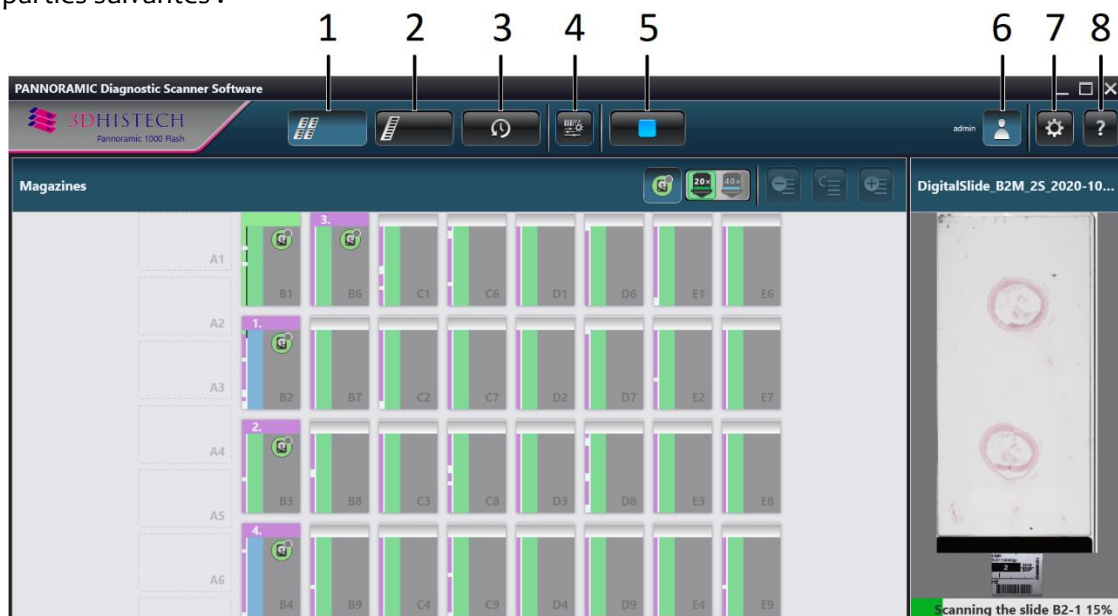 parties suivantes :
1 2 3 4 5 6 7 8
PANNORAMIC Diagnostic Scanner Software
3DHISTECH
Pannoramic 1000 Flash
admin
?
Magazines
20x 40x
DigitalSlide_B2M_2S_2020-10...
3.
A1
B1 B6 C1 C6 D1 D6 E1 E6
A2
1.
A3
B2 B7 C2 C7 D2 D7 E2 E7
2.
A4
B3 B8 C3 C8 D3 D8 E3 E8
A5
4.
A6
B4 B9 C4 C9 D4 D9 E4 E9
2
Scanning the slide B2-1 15%